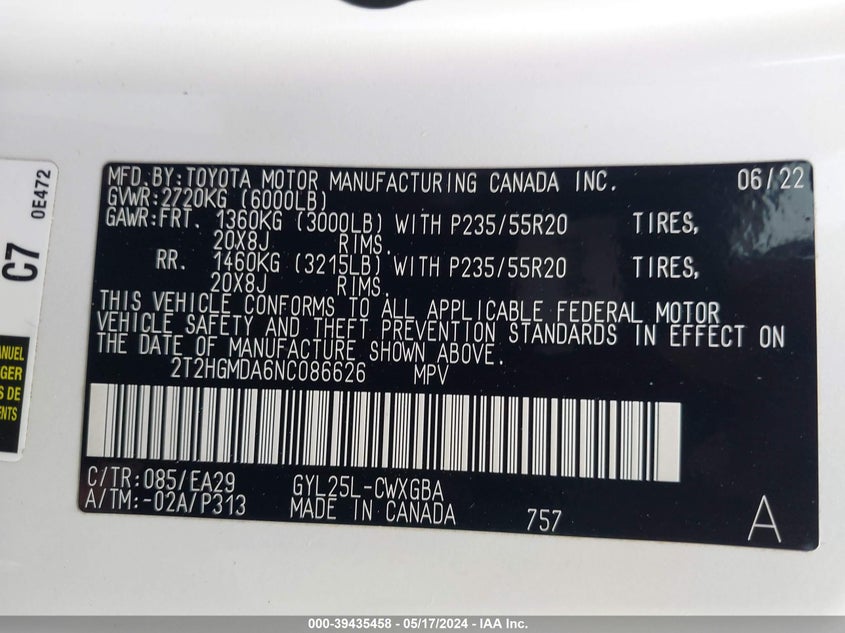 MFD.BY:TOYOTA MOTOR MANUFACTURING CANADA INC. 06/22
GVWR:2720KG (6000LB)
GAWR:FRT. 1360KG (3000LB) WITH P235/55R20 TIRES,
20X8J RIMS.
RR. 1460KG (3215LB) WITH P235/55R20 TIRES,
20X8J RIMS.
THIS VEHICLE CONFORMS TO ALL APPLICABLE FEDERAL MOTOR
VEHICLE SAFETY AND THEFT PREVENTION STANDARDS IN EFFECT ON
THE DATE OF MANUFACTURE SHOWN ABOVE.
2T2HGMDA6NC086626 MPV
C/TR:085/EA29 GYL25L-CWXGBA
A/TM:-02A/P313 MADE IN CANADA 757 A
C7 0E472
000-39435458 - 05/17/2024 - IAA Inc.